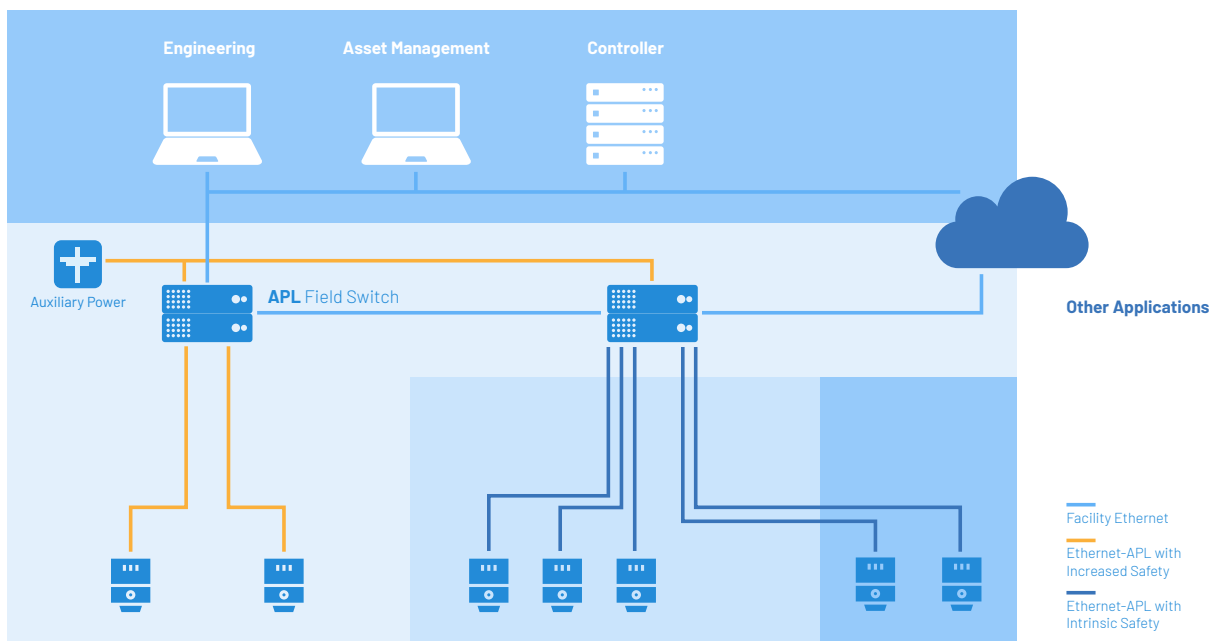 Engineering
Asset Management
Controller
Auxiliary Power
APL Field Switch
Other Applications
Facility Ethernet
Ethernet-APL with
Increased Safety
Ethernet-APL with
Intrinsic Safety